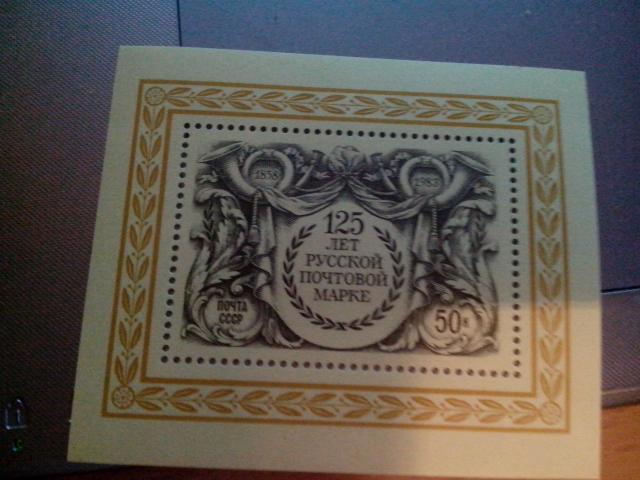 1858 1983
125
ЛЕТ
РУССКОЙ
ПОЧТОВОЙ
МАРКЕ
ПОЧТА
СССР
50к